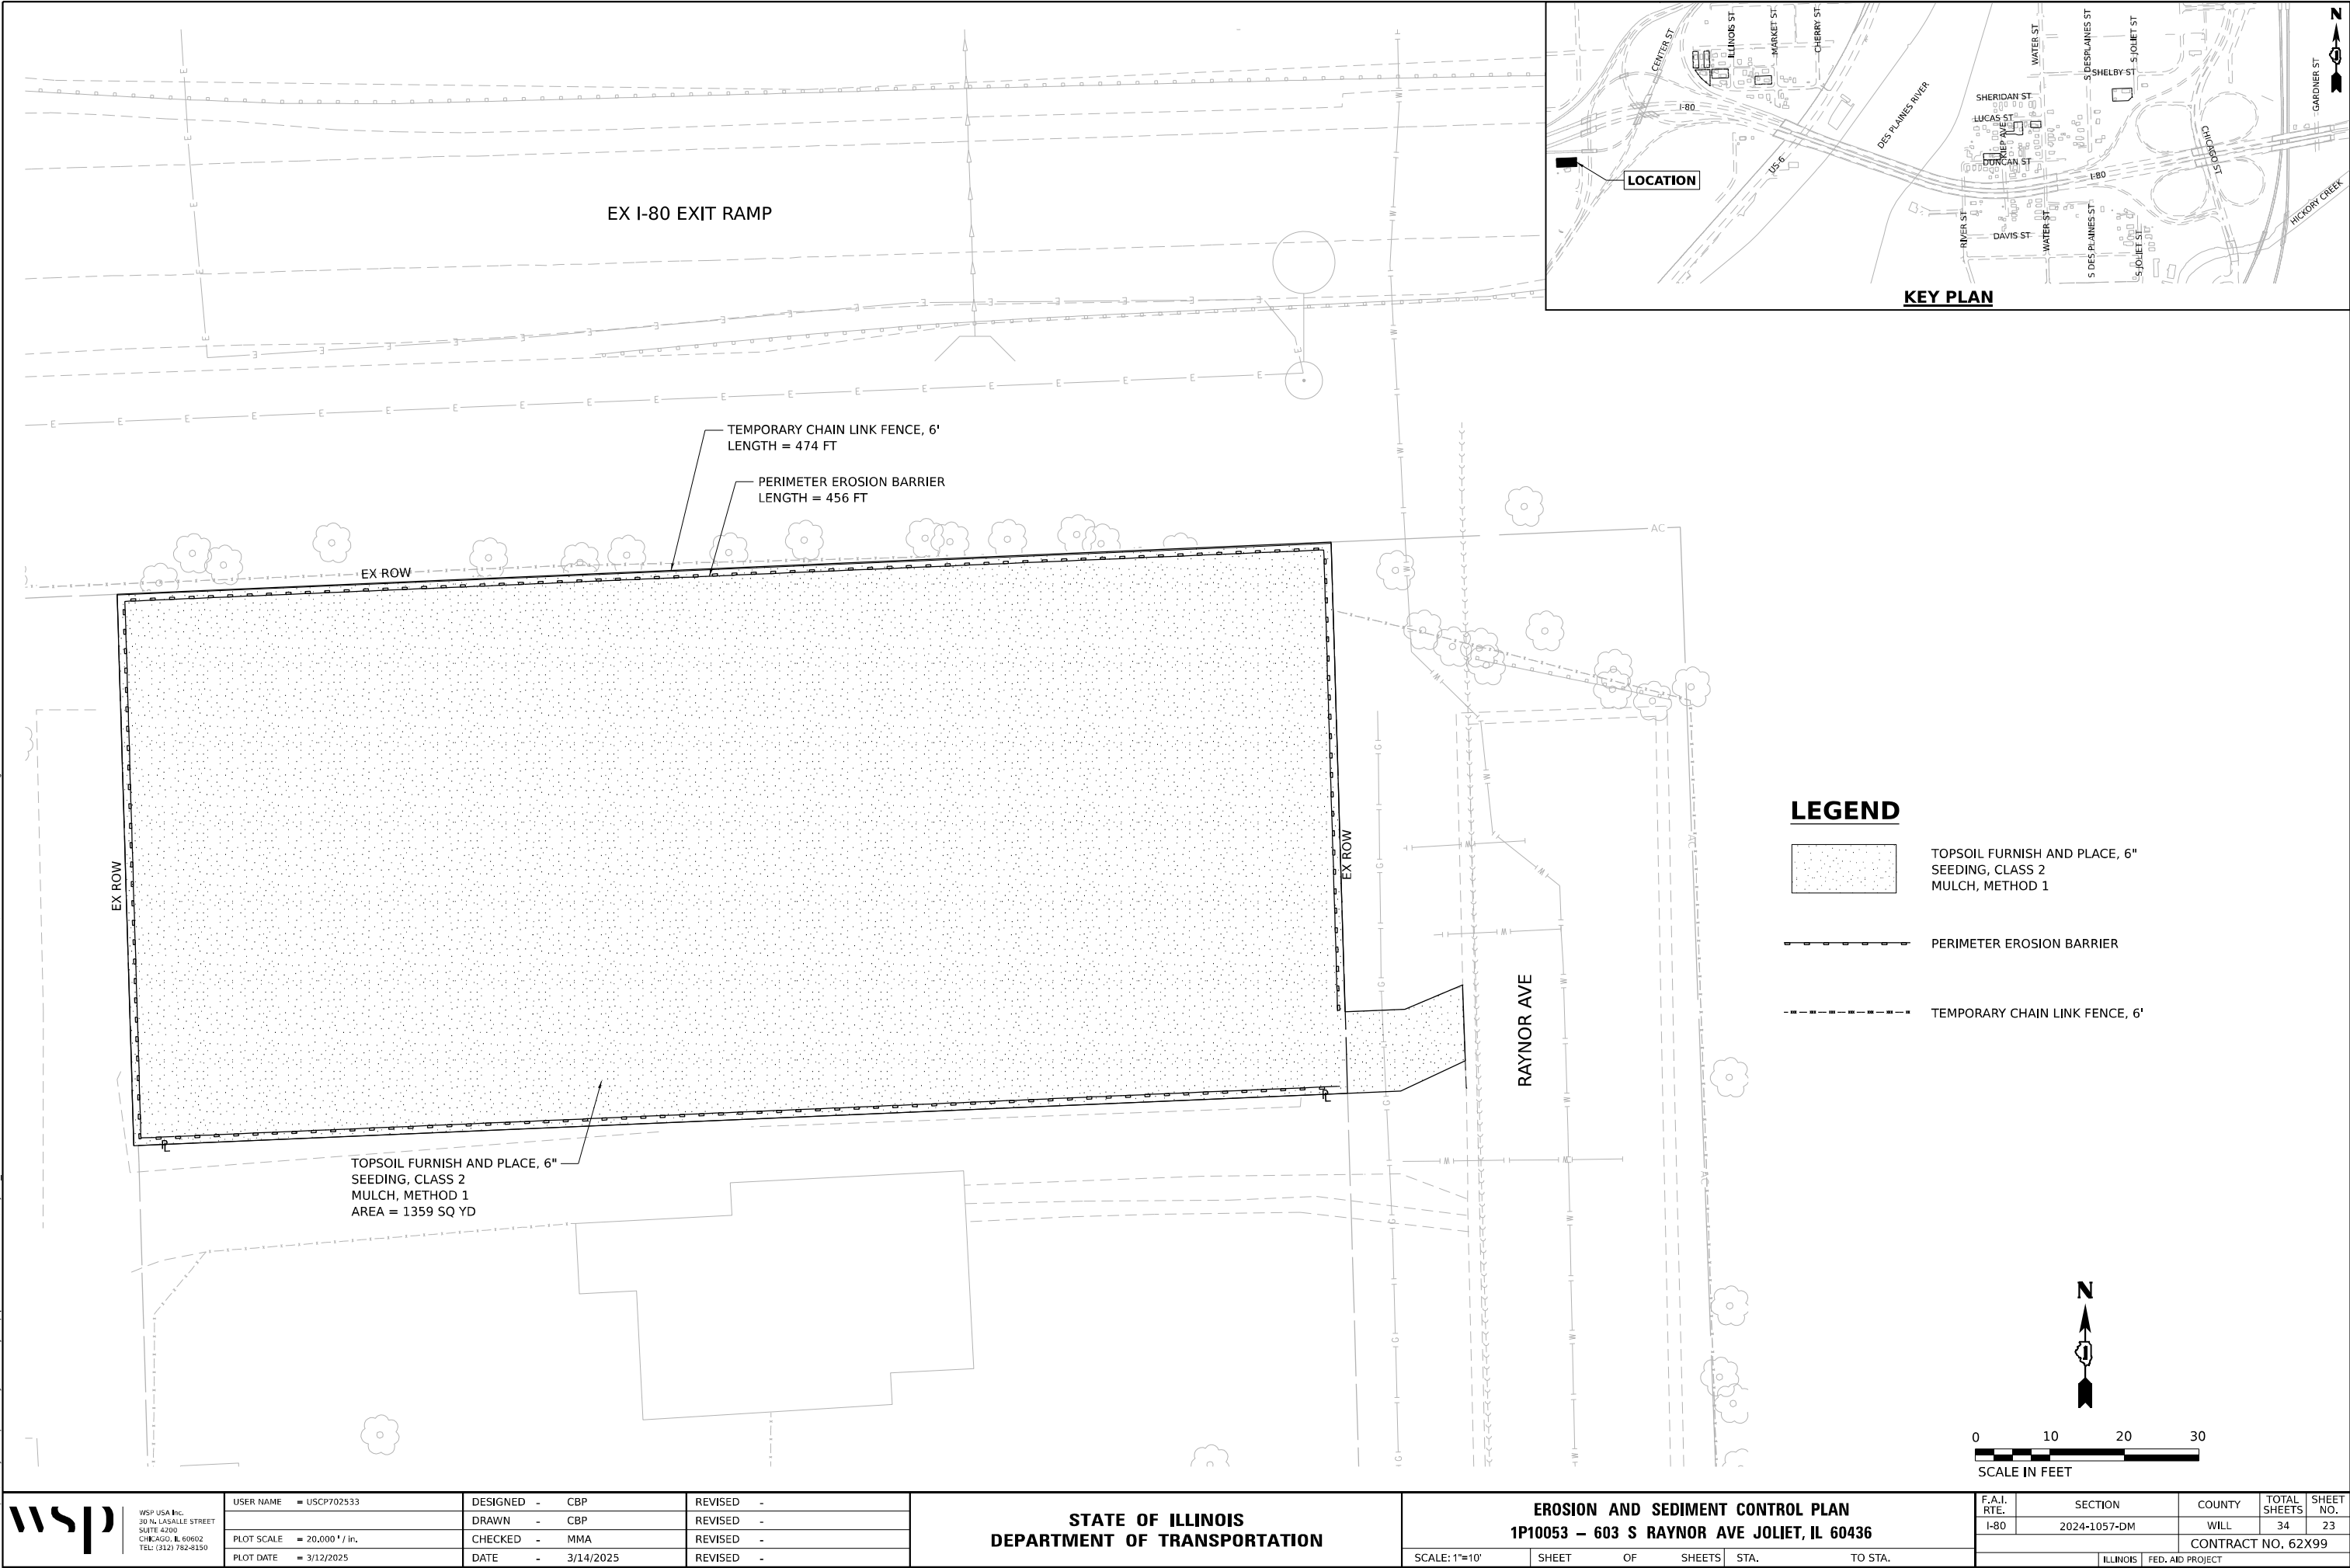 EX I-80 EXIT RAMP
TEMPORARY CHAIN LINK FENCE, 6'
LENGTH = 474 FT
PERIMETER EROSION BARRIER
LENGTH = 456 FT
EX ROW
EX ROW
EX ROW
RAYNOR AVE
TOPSOIL FURNISH AND PLACE, 6"
SEEDING, CLASS 2
MULCH, METHOD 1
AREA = 1359 SQ YD
CENTER ST
ILLINOIS ST
MARKET ST
CHERRY ST
I-80
US-6
DES PLAINES RIVER
WATER ST
S DESPLAINES ST
S JOLIET ST
SHELBY ST
SHERIDAN ST
LUCAS ST
KIEP AVE
DUNCAN ST
I-80
CHICAGO ST
GARDNER ST
HICKORY CREEK
RIVER ST
DAVIS ST
WATER ST
S DES PLAINES ST
S JOLIET ST
N
LOCATION
KEY PLAN
LEGEND
TOPSOIL FURNISH AND PLACE, 6"
SEEDING, CLASS 2
MULCH, METHOD 1
PERIMETER EROSION BARRIER
TEMPORARY CHAIN LINK FENCE, 6'
N
0 10 20 30
SCALE IN FEET
wsp
WSP USA Inc.
30 N. LASALLE STREET
SUITE 4200
CHICAGO, IL 60602
TEL: (312) 782-8150
USER NAME = USCP702533
PLOT SCALE = 20.000 ' / in.
PLOT DATE = 3/12/2025
DESIGNED - CBP
DRAWN - CBP
CHECKED - MMA
DATE - 3/14/2025
REVISED -
REVISED -
REVISED -
REVISED -
STATE OF ILLINOIS
DEPARTMENT OF TRANSPORTATION
EROSION AND SEDIMENT CONTROL PLAN
1P10053 – 603 S RAYNOR AVE JOLIET, IL 60436
SCALE: 1"=10' SHEET OF SHEETS STA. TO STA.
F.A.I. RTE. SECTION COUNTY TOTAL SHEETS SHEET NO.
I-80 2024-1057-DM WILL 34 23
CONTRACT NO. 62X99
ILLINOIS FED. AID PROJECT